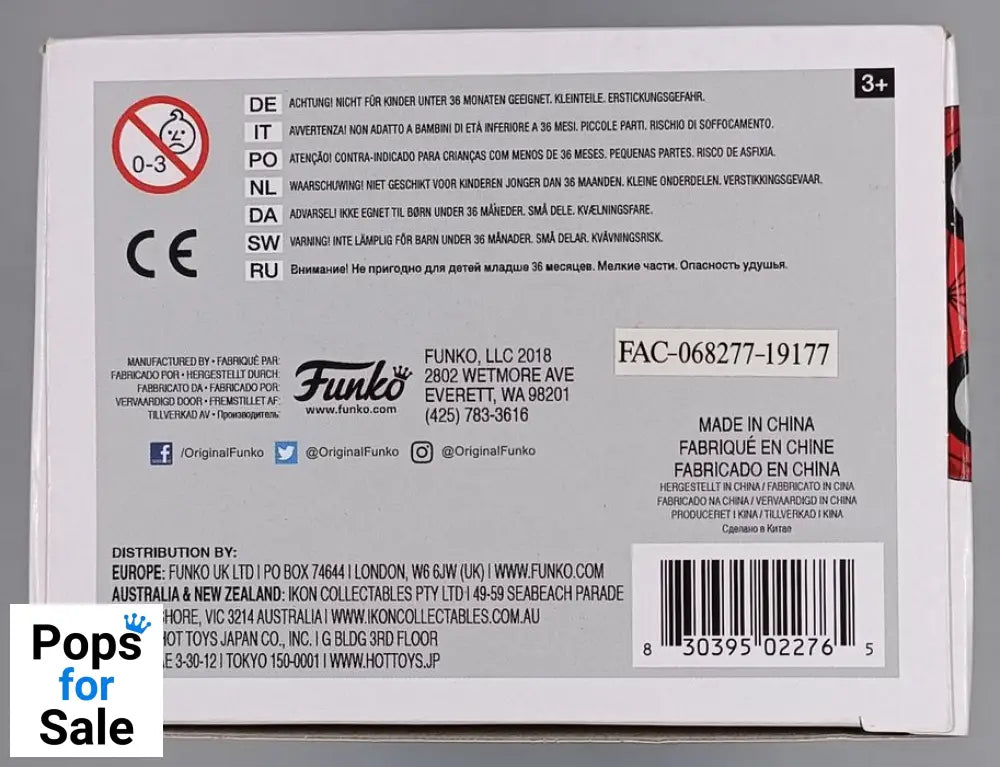 3+
0-3
DE ACHTUNG! NICHT FÜR KINDER UNTER 36 MONATEN GEEIGNET. KLEINTEILE. ERSTICKUNGSGEFAHR.
IT AVVERTENZA! NON ADATTO A BAMBINI DI ETÀ INFERIORE A 36 MESI. PICCOLE PARTI. RISCHIO DI SOFFOCAMENTO.
PO ATENÇÃO! CONTRA-INDICADO PARA CRIANÇAS COM MENOS DE 36 MESES. PEQUENAS PARTES. RISCO DE ASFIXIA.
NL WAARSCHUWING! NIET GESCHIKT VOOR KINDEREN JONGER DAN 36 MAANDEN. KLEINE ONDERDELEN. VERSTIKKINGSGEVAAR.
DA ADVARSEL! IKKE EGNET TIL BØRN UNDER 36 MÅNEDER. SMÅ DELE. KVÆLNINGSFARE.
SW VARNING! INTE LÄMPLIG FÖR BARN UNDER 36 MÅNADER. SMÅ DELAR. KVÄVNINGSRISK.
RU Внимание! Не пригодно для детей младше 36 месяцев. Мелкие части. Опасность удушья.
CE
MANUFACTURED BY • FABRIQUÉ PAR:
FABRICADO POR • HERGESTELLT DURCH:
FABBRICATO DA • FABRICADO POR:
VERVAARDIGD DOOR • FREMSTILLET AF:
TILLVERKAD AV • Производитель:
Funko
www.funko.com
FUNKO, LLC 2018
2802 WETMORE AVE
EVERETT, WA 98201
(425) 783-3616
FAC-068277-19177
/OriginalFunko @OriginalFunko @OriginalFunko
MADE IN CHINA
FABRIQUÉ EN CHINE
FABRICADO EN CHINA
HERGESTELLT IN CHINA / FABBRICATO IN CINA
FABRICADO NA CHINA / VERVAARDIGD IN CHINA
PRODUCERET I KINA / TILLVERKAD I KINA
Сделано в Китае
DISTRIBUTION BY:
EUROPE: FUNKO UK LTD I PO BOX 74644 I LONDON, W6 6JW (UK) I WWW.FUNKO.COM
AUSTRALIA & NEW ZEALAND: IKON COLLECTABLES PTY LTD I 49-59 SEABEACH PARADE
HORE, VIC 3214 AUSTRALIA I WWW.IKONCOLLECTABLES.COM.AU
HOT TOYS JAPAN CO., INC. I G BLDG 3RD FLOOR
AE 3-30-12 I TOKYO 150-0001 I WWW.HOTTOYS.JP
8 30395 02276 5
Pops
for
Sale